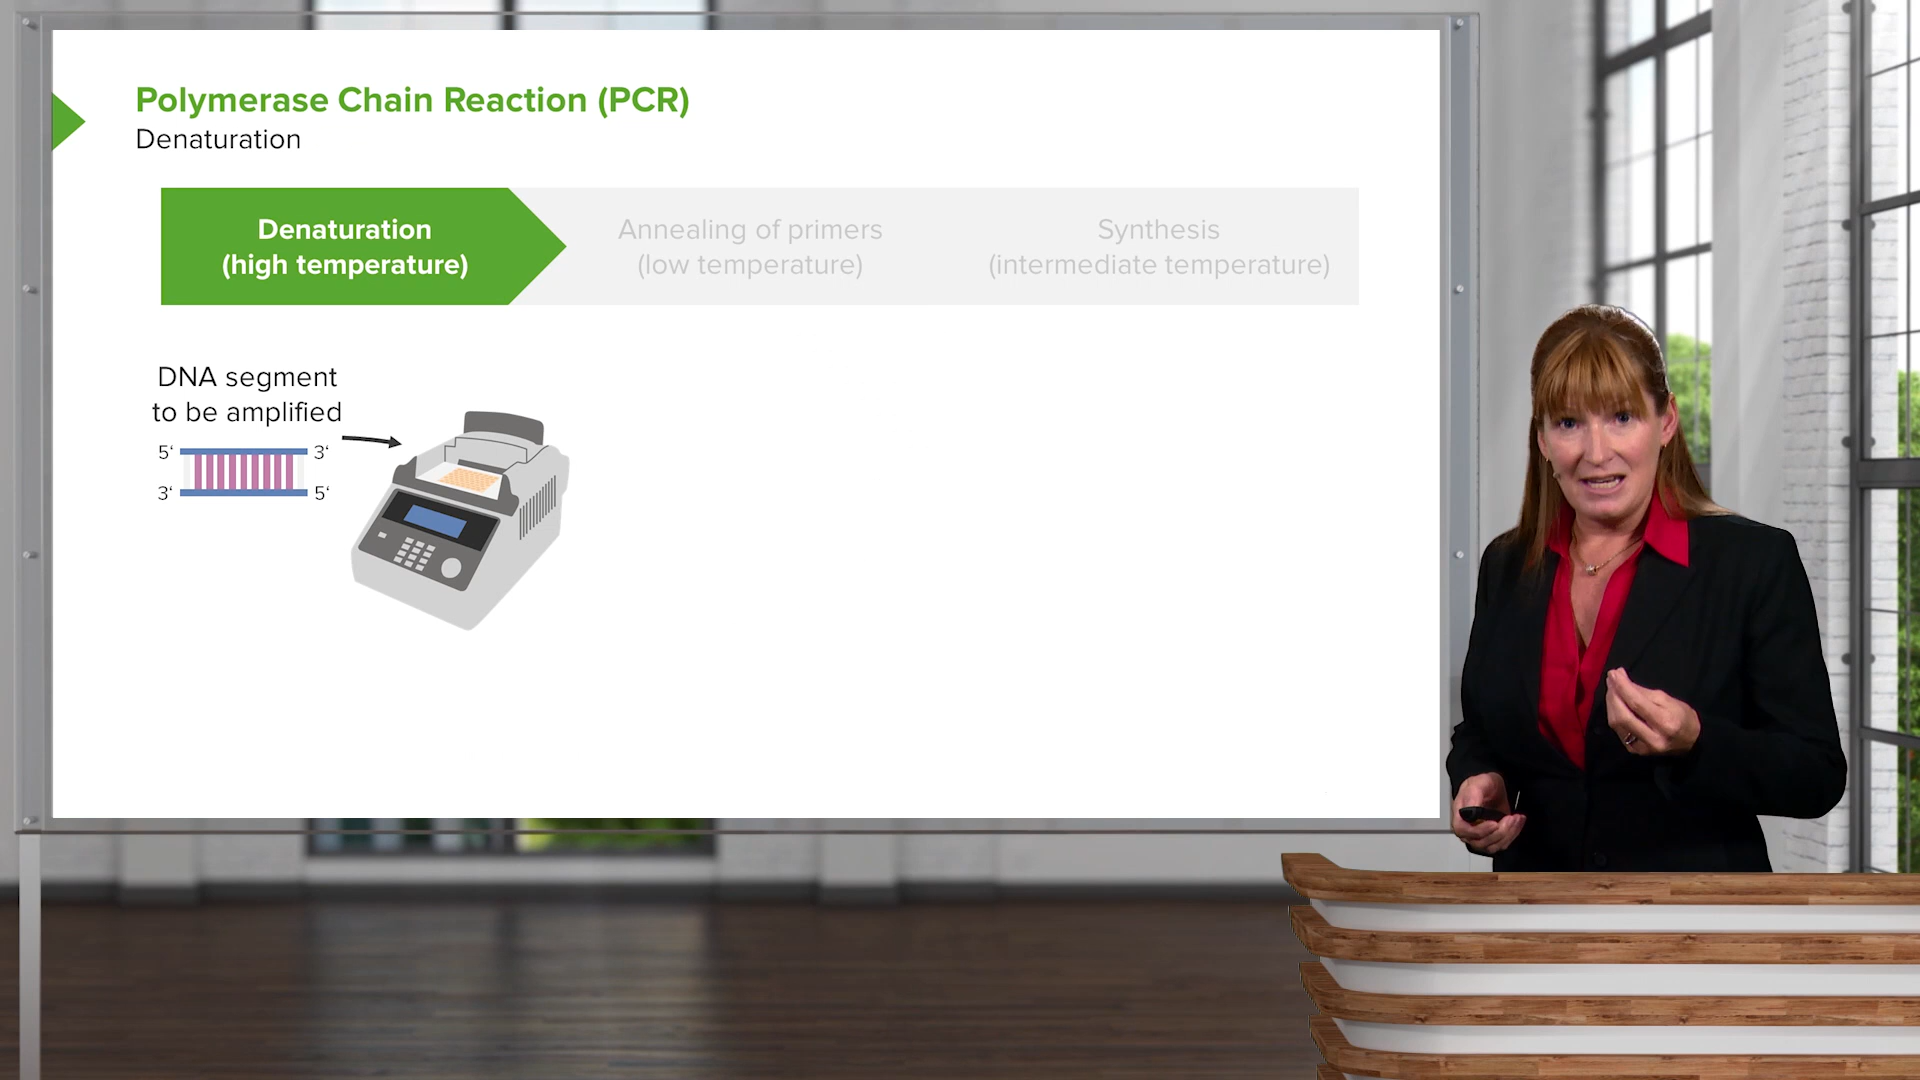 Polymerase Chain Reaction (PCR)
Denaturation
Denaturation
(high temperature)
Annealing of primers
(low temperature)
Synthesis
(intermediate temperature)
DNA segment
to be amplified
5‘ 3‘
3‘ 5‘